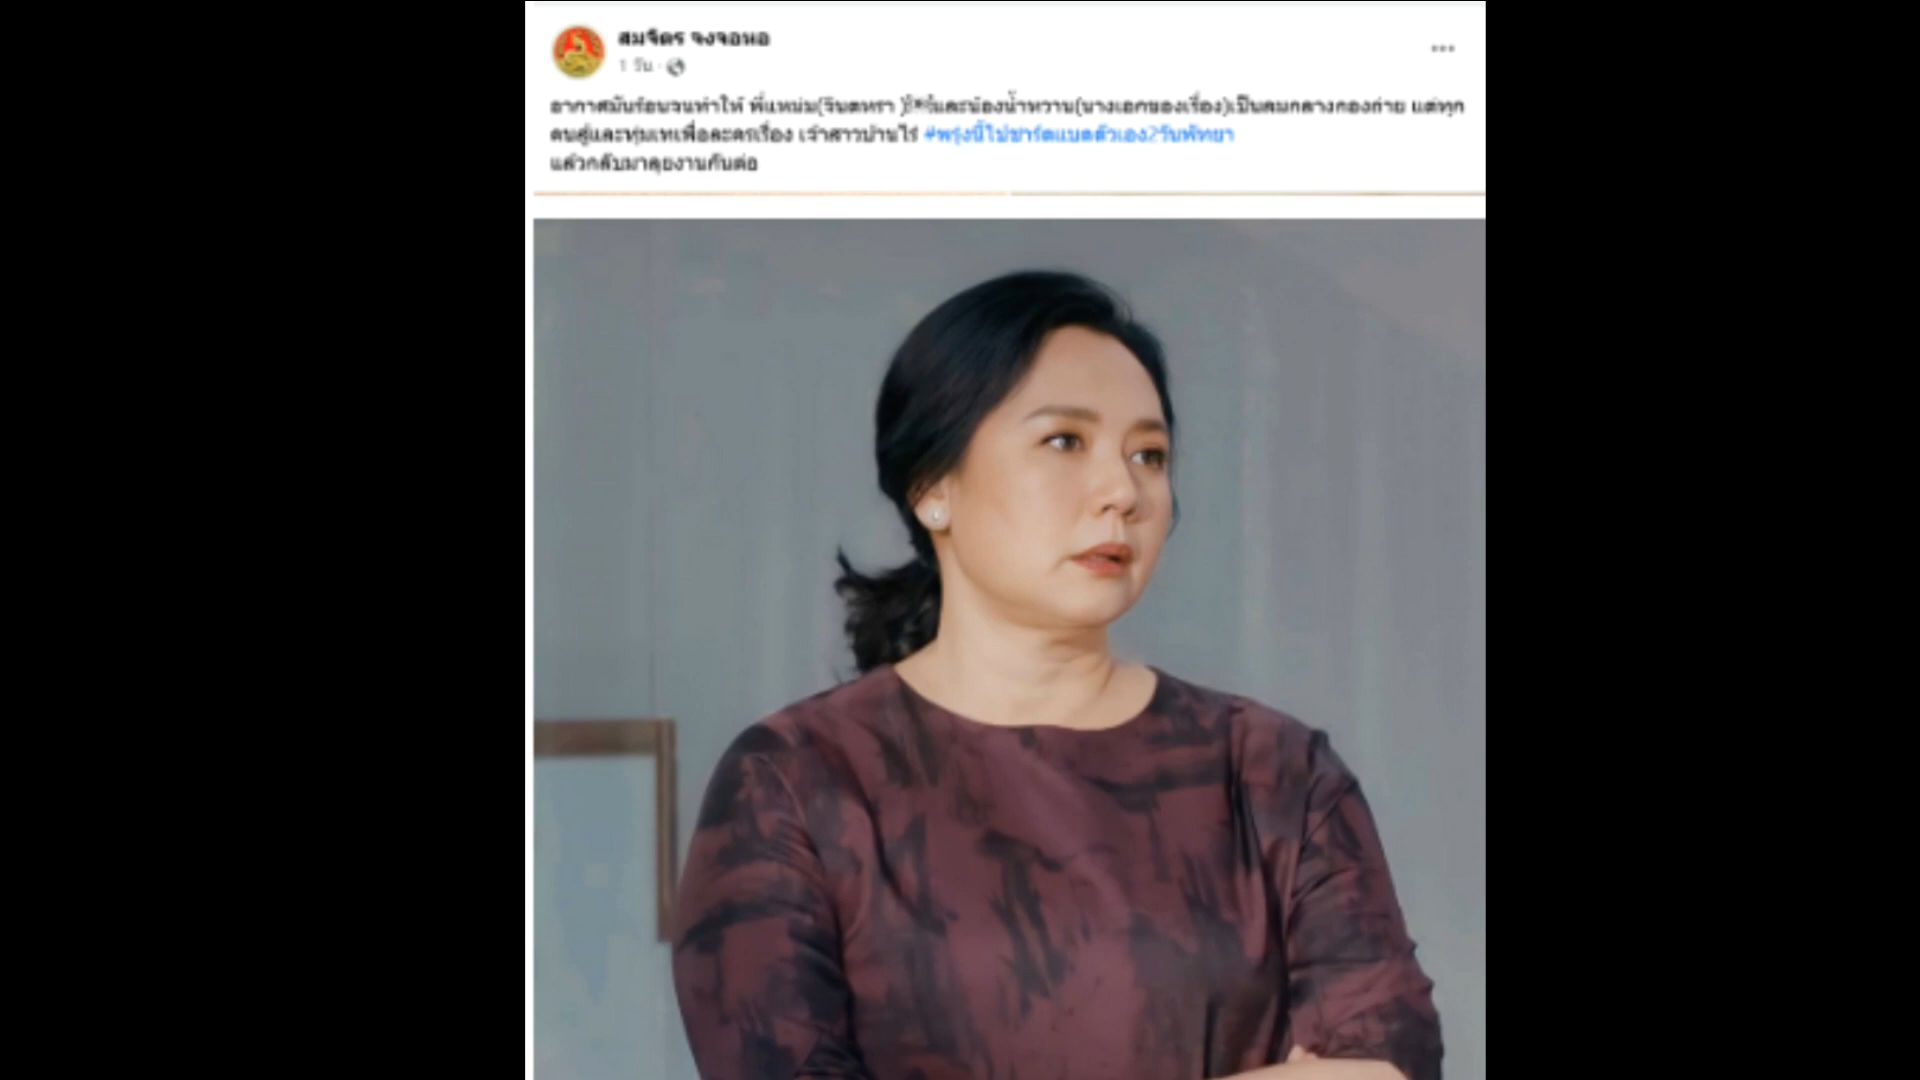 สมจิตร จงจอหอ
1 วัน ·
อากาศมันร้อนจนทำให้ พี่แหม่ม(จินตหรา )และน้องน้ำหวาน(นางเอกของเรื่อง)เป็นลมกลางกองถ่าย แต่ทุก
คนสู้และทุ่มเทเพื่อละครเรื่อง เจ้าสาวบ้านไร่ #พรุ่งนี้ไปชาร์ตแบตตัวเอง2วันพัทยา
แล้วกลับมาลุยงานกันต่อ